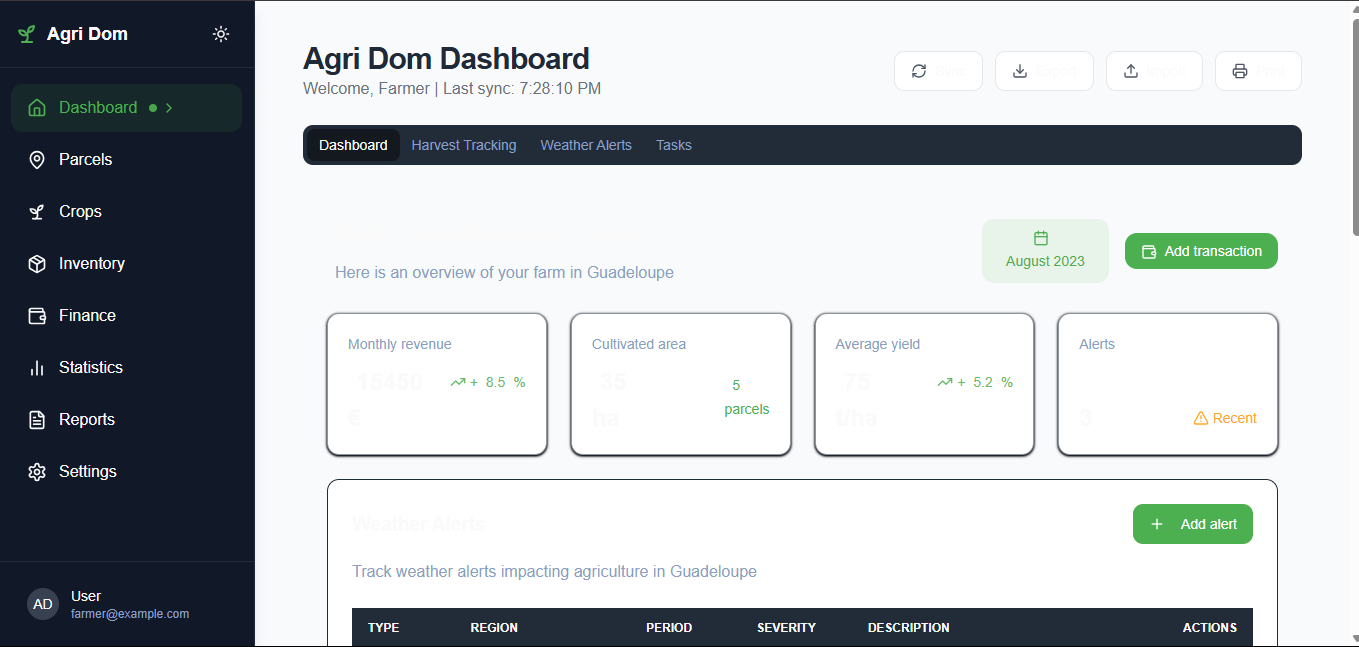 Agri Dom
Dashboard
Parcels
Crops
Inventory
Finance
Statistics
Reports
Settings
AD
User
farmer@example.com
Agri Dom Dashboard
Welcome, Farmer | Last sync: 7:28:10 PM
Sync
Export
Import
Print
Dashboard Harvest Tracking Weather Alerts Tasks
Here is an overview of your farm in Guadeloupe
August 2023
Add transaction
Monthly revenue
15450
€
+ 8.5 %
Cultivated area
35
ha
5
parcels
Average yield
75
t/ha
+ 5.2 %
Alerts
3
Recent
Weather Alerts
Add alert
Track weather alerts impacting agriculture in Guadeloupe
TYPE REGION PERIOD SEVERITY DESCRIPTION ACTIONS